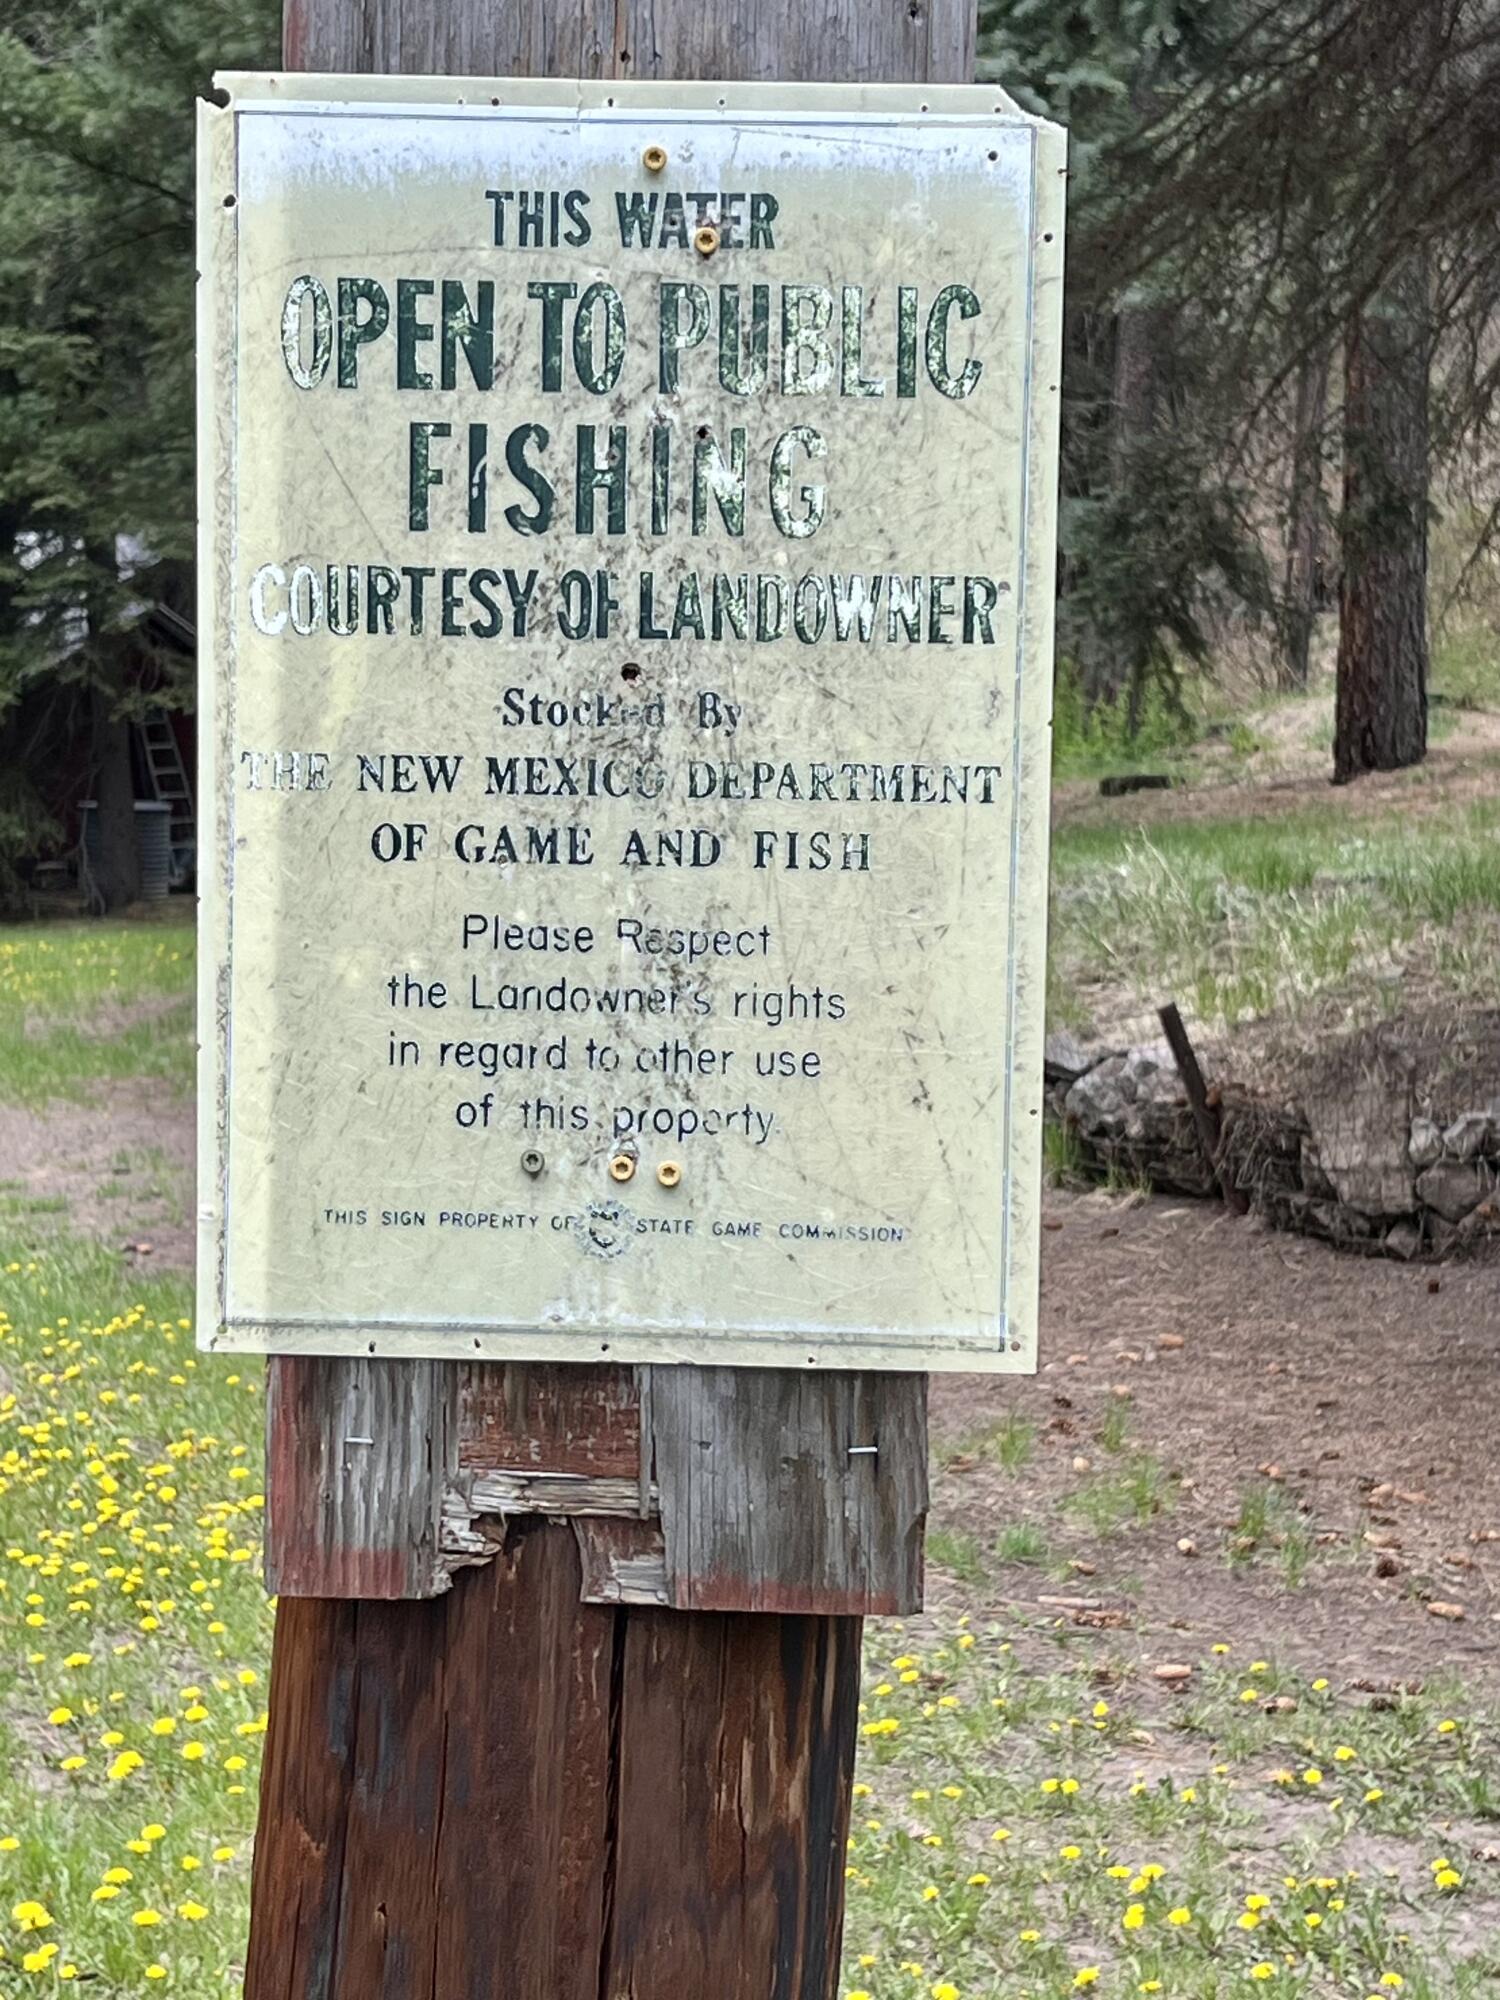 THIS WATER
OPEN TO PUBLIC
FISHING
COURTESY OF LANDOWNER
Stocked By
THE NEW MEXICO DEPARTMENT
OF GAME AND FISH
Please Respect
the Landowner's rights
in regard to other use
of this property.
THIS SIGN PROPERTY OF STATE GAME COMMISSION